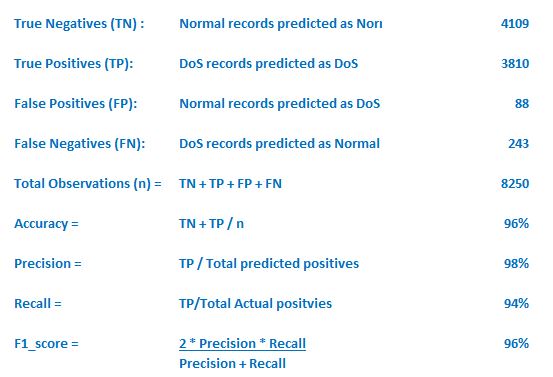 True Negatives (TN) : Normal records predicted as 4109
True Positives (TP): DoS records predicted as DoS 3810
False Positives (FP): Normal records predicted as DoS 88
False Negatives (FN): DoS records predicted as Normal 243
Total Observations (n) = TN + TP + FP + FN 8250
Accuracy = TN + TP / n 96%
Precision = TP / Total predicted positives 98%
Recall = TP/Total Actual positvies 94%
F1_score = 2 * Precision * Recall 96%
Precision + Recall